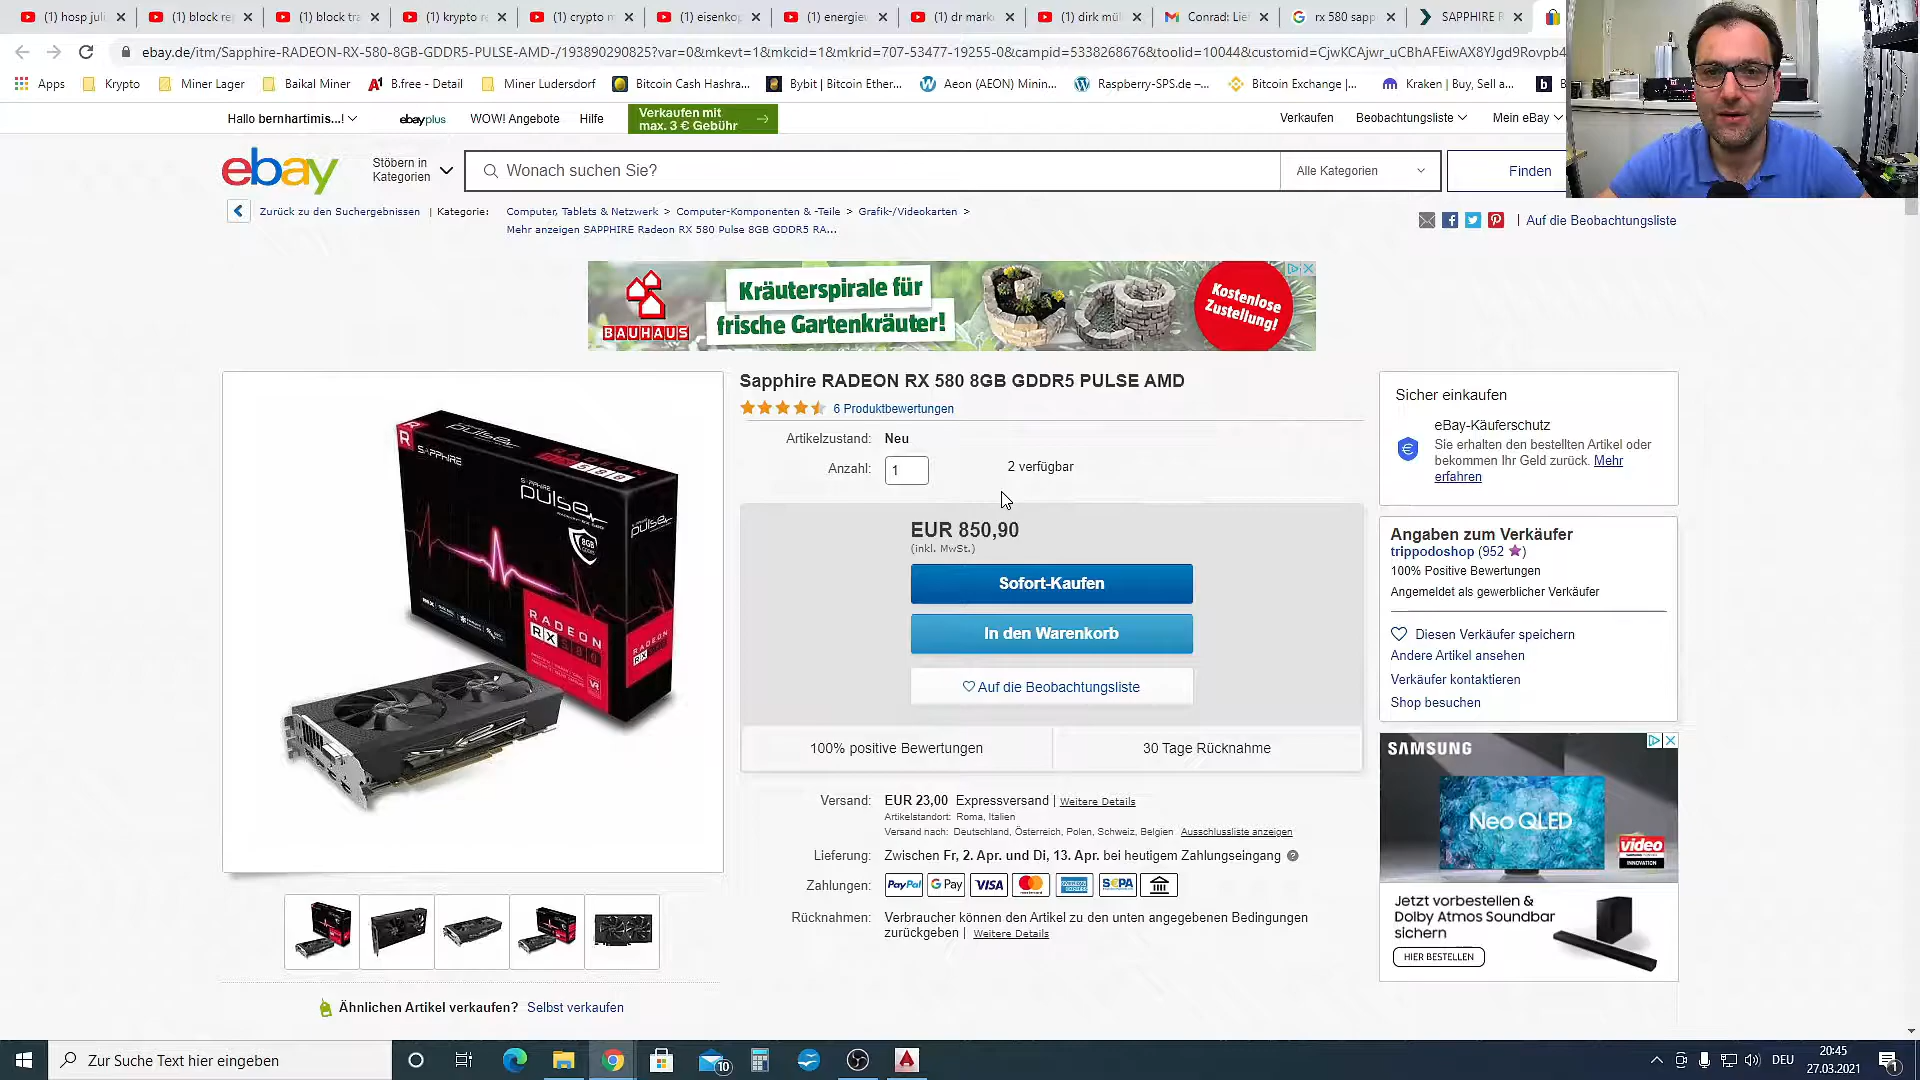 (1) hosp juli
(1) block re
(1) block tra
(1) krypto r
(1) crypto m
(1) eisenkop
(1) energiev
(1) dr mark
(1) dirk mül
Conrad: Lie
rx 580 sapp
SAPPHIRE R
ebay.de/itm/Sapphire-RADEON-RX-580-8GB-GDDR5-PULSE-AMD-/193890290825?var=0&mkevt=1&mkcid=1&mkrid=707-53477-19255-0&campid=5338268676&toolid=10044&customid=CjwKCAjwr_uCBhAFEiwAX8YJgd9Rovpb4
Apps
Krypto
Miner Lager
Baikal Miner
B.free - Detail
Miner Ludersdorf
Bitcoin Cash Hashra...
Bybit | Bitcoin Ether...
Aeon (AEON) Minin...
Raspberry-SPS.de –...
Bitcoin Exchange |...
Kraken | Buy, Sell a...
Hallo bernhartimis...!
ebayplus
WOW! Angebote
Hilfe
Verkaufen mit
max. 3 € Gebühr
Verkaufen
Beobachtungsliste
Mein eBay
ebay
Stöbern in
Kategorien
Wonach suchen Sie?
Alle Kategorien
Finden
Zurück zu den Suchergebnissen
| Kategorie:
Computer, Tablets & Netzwerk > Computer-Komponenten & -Teile > Grafik-/Videokarten >
Mehr anzeigen SAPPHIRE Radeon RX 580 Pulse 8GB GDDR5 RA...
| Auf die Beobachtungsliste
BAUHAUS
Kräuterspirale für
frische Gartenkräuter!
Kostenlose
Zustellung!
Sapphire RADEON RX 580 8GB GDDR5 PULSE AMD
6 Produktbewertungen
Artikelzustand: Neu
Anzahl: 1
2 verfügbar
EUR 850,90
(inkl. MwSt.)
Sofort-Kaufen
In den Warenkorb
Auf die Beobachtungsliste
100% positive Bewertungen
30 Tage Rücknahme
Versand: EUR 23,00 Expressversand | Weitere Details
Artikelstandort: Roma, Italien
Versand nach: Deutschland, Österreich, Polen, Schweiz, Belgien Ausschlussliste anzeigen
Lieferung: Zwischen Fr, 2. Apr. und Di, 13. Apr. bei heutigem Zahlungseingang
Zahlungen: PayPal G Pay VISA SEPA
Rücknahmen: Verbraucher können den Artikel zu den unten angegebenen Bedingungen
zurückgeben | Weitere Details
SAPPHIRE
pulse
RADEON
RX 580
SAPPHIRE
pulse
8GB
RADEON
RX 580
Ähnlichen Artikel verkaufen? Selbst verkaufen
Sicher einkaufen
eBay-Käuferschutz
Sie erhalten den bestellten Artikel oder
bekommen Ihr Geld zurück. Mehr
erfahren
Angaben zum Verkäufer
trippodoshop (952)
100% Positive Bewertungen
Angemeldet als gewerblicher Verkäufer
Diesen Verkäufer speichern
Andere Artikel ansehen
Verkäufer kontaktieren
Shop besuchen
SAMSUNG
Neo QLED
video
INNOVATION
Jetzt vorbestellen &
Dolby Atmos Soundbar
sichern
HIER BESTELLEN
Zur Suche Text hier eingeben
10
DEU
20:45
27.03.2021
1